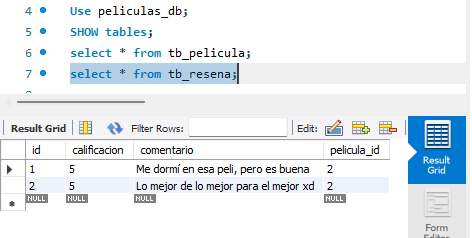 4 Use peliculas_db;
5 SHOW tables;
6 select * from tb_pelicula;
7 select * from tb_resena;
Result Grid Filter Rows: Edit:
id calificacion comentario pelicula_id
1 5 Me dormí en esa peli, pero es buena 2
2 5 Lo mejor de lo mejor para el mejor xd 2
NULL NULL NULL NULL
Result
Grid
Form